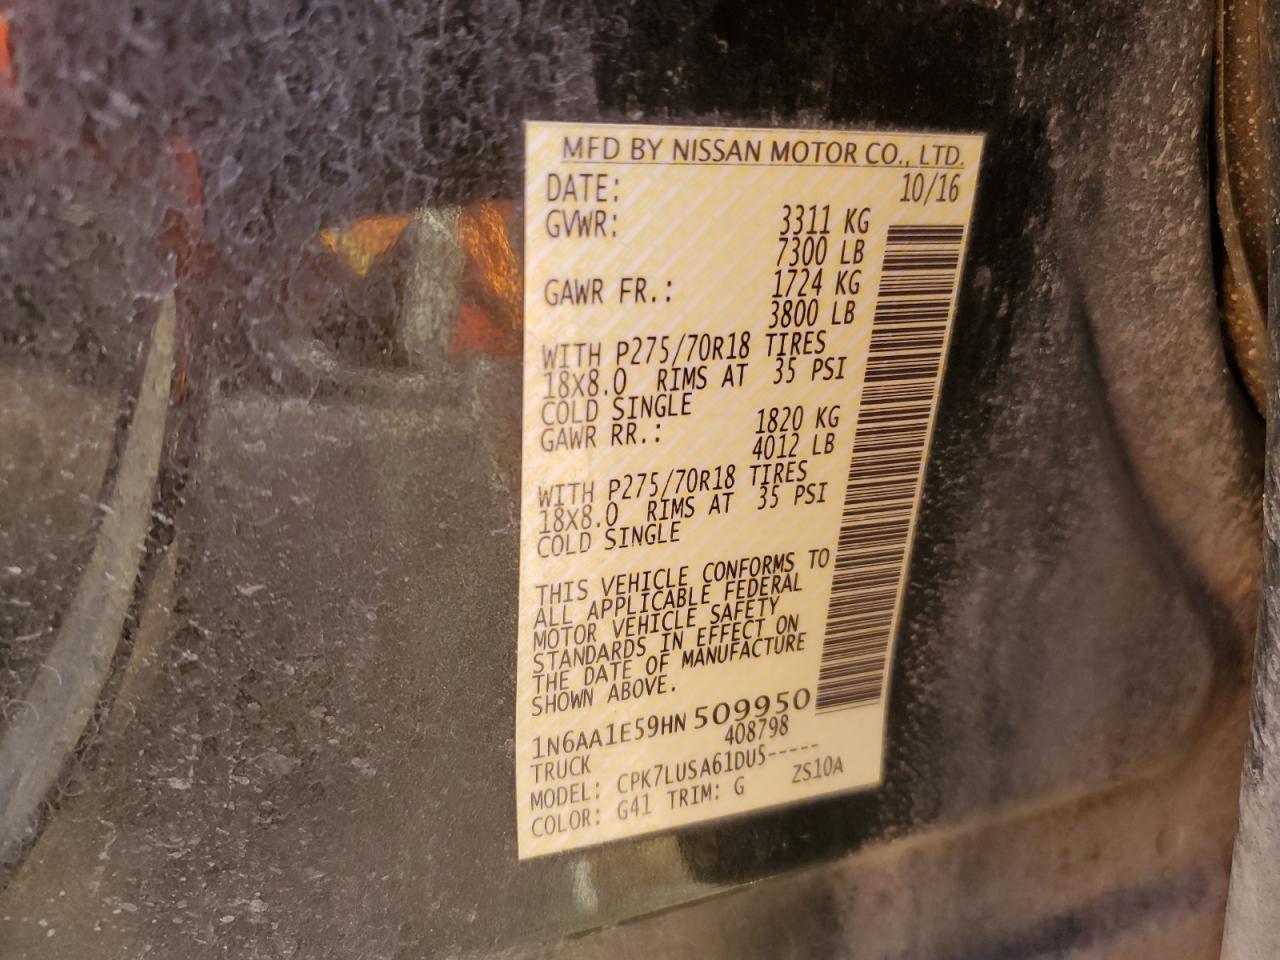 MFD BY NISSAN MOTOR CO., LTD.
DATE: 10/16
GVWR: 3311 KG
7300 LB
GAWR FR.: 1724 KG
3800 LB
WITH P275/70R18 TIRES
18X8.0 RIMS AT 35 PSI
COLD SINGLE
GAWR RR.: 1820 KG
4012 LB
WITH P275/70R18 TIRES
18X8.0 RIMS AT 35 PSI
COLD SINGLE
THIS VEHICLE CONFORMS TO
ALL APPLICABLE FEDERAL
MOTOR VEHICLE SAFETY
STANDARDS IN EFFECT ON
THE DATE OF MANUFACTURE
SHOWN ABOVE.
1N6AA1E59HN 509950
TRUCK 408798
MODEL: CPK7LUSA61DU5-----
COLOR: G41 TRIM: G ZS10A